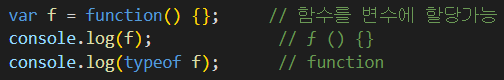 var f = function() {};      // 함수를 변수에 할당가능
console.log(f);             // ƒ () {}
console.log(typeof f);      // function